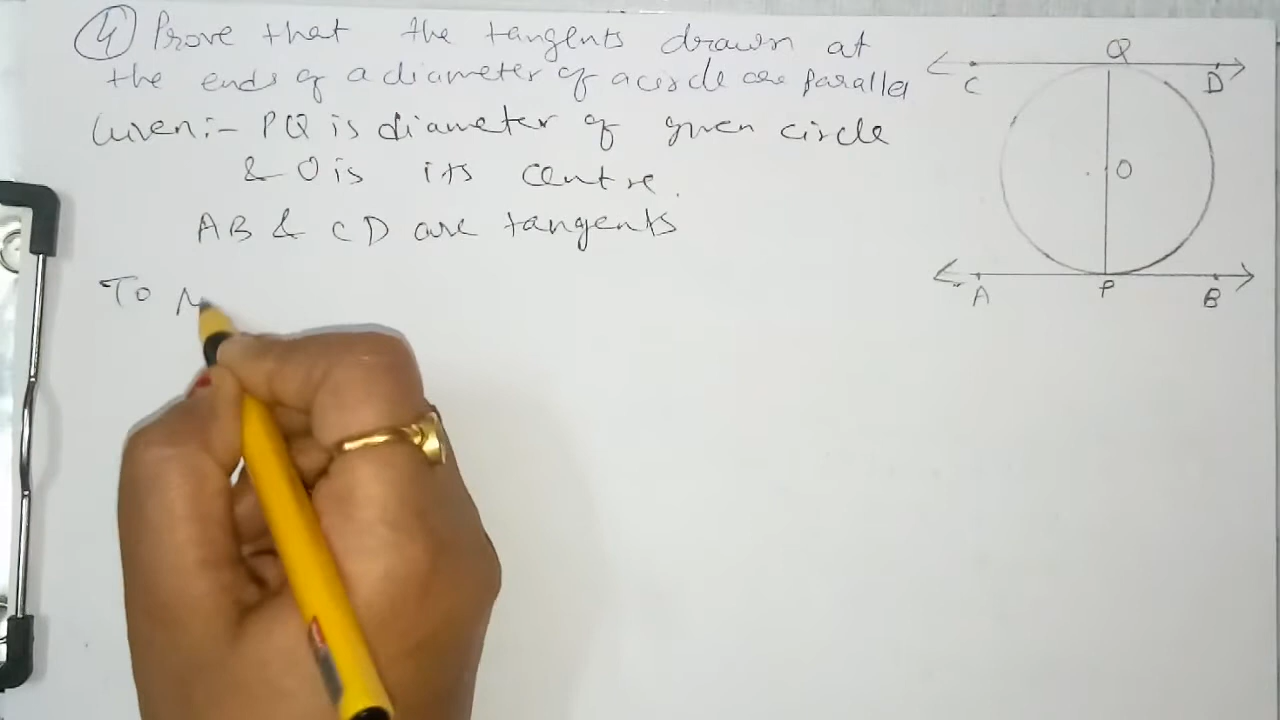 4 Prove that the tangents drawn at
the ends of a diameter of a circle are parallel
Given:- PQ is diameter of given circle
& O is its centre.
AB & CD are tangents
To
Q
C
D
O
A
P
B